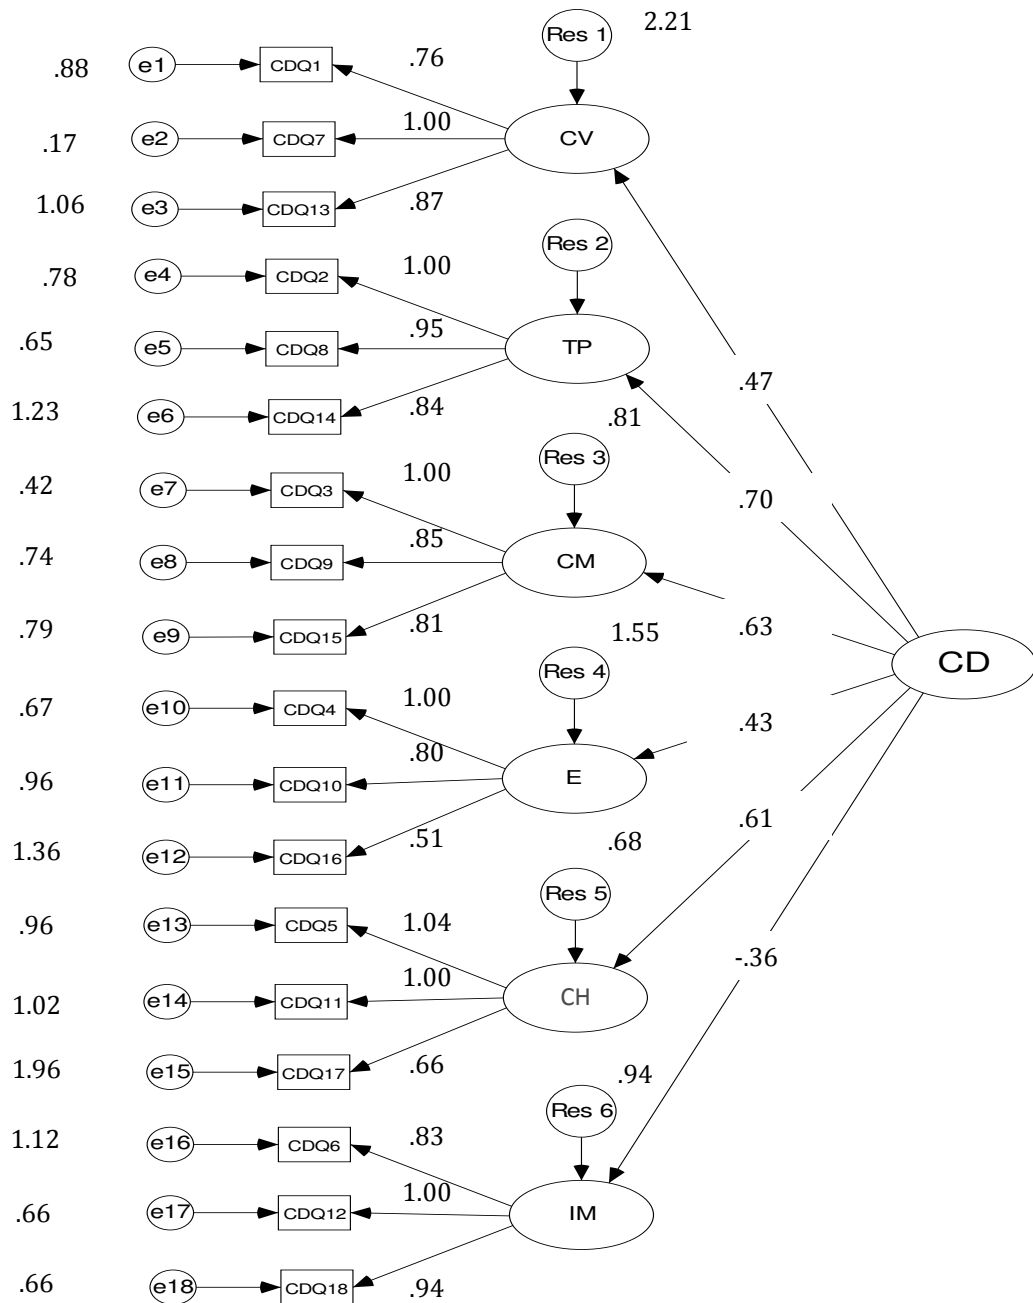 Res 1 2.21
.88 e1 CDQ1 .76
.17 e2 CDQ7 1.00 CV
1.06 e3 CDQ13 .87
Res 2
.78 e4 CDQ2 1.00
.65 e5 CDQ8 .95 TP
.47
1.23 e6 CDQ14 .84 .81
Res 3
.42 e7 CDQ3 1.00 .70
.74 e8 CDQ9 .85 CM
.79 e9 CDQ15 .81 1.55 .63
CD
Res 4
.67 e10 CDQ4 1.00 .43
.96 e11 CDQ10 .80 E
1.36 e12 CDQ16 .51 .68 .61
Res 5
.96 e13 CDQ5 1.04 -.36
1.02 e14 CDQ11 1.00 CH
1.96 e15 CDQ17 .66 .94
Res 6
1.12 e16 CDQ6 .83
.66 e17 CDQ12 1.00 IM
.66 e18 CDQ18 .94